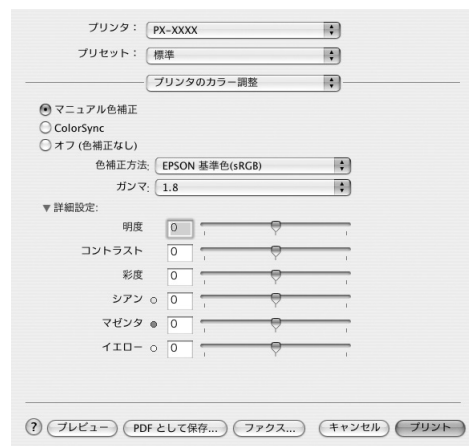 プリンタ： PX-XXXX
プリセット： 標準
プリンタのカラー調整
マニュアル色補正
ColorSync
オフ (色補正なし)
色補正方法: EPSON 基準色(sRGB)
ガンマ: 1.8
▼詳細設定:
明度 0
コントラスト 0
彩度 0
シアン 0
マゼンタ 0
イエロー 0
? プレビュー PDF として保存... ファクス... キャンセル プリント